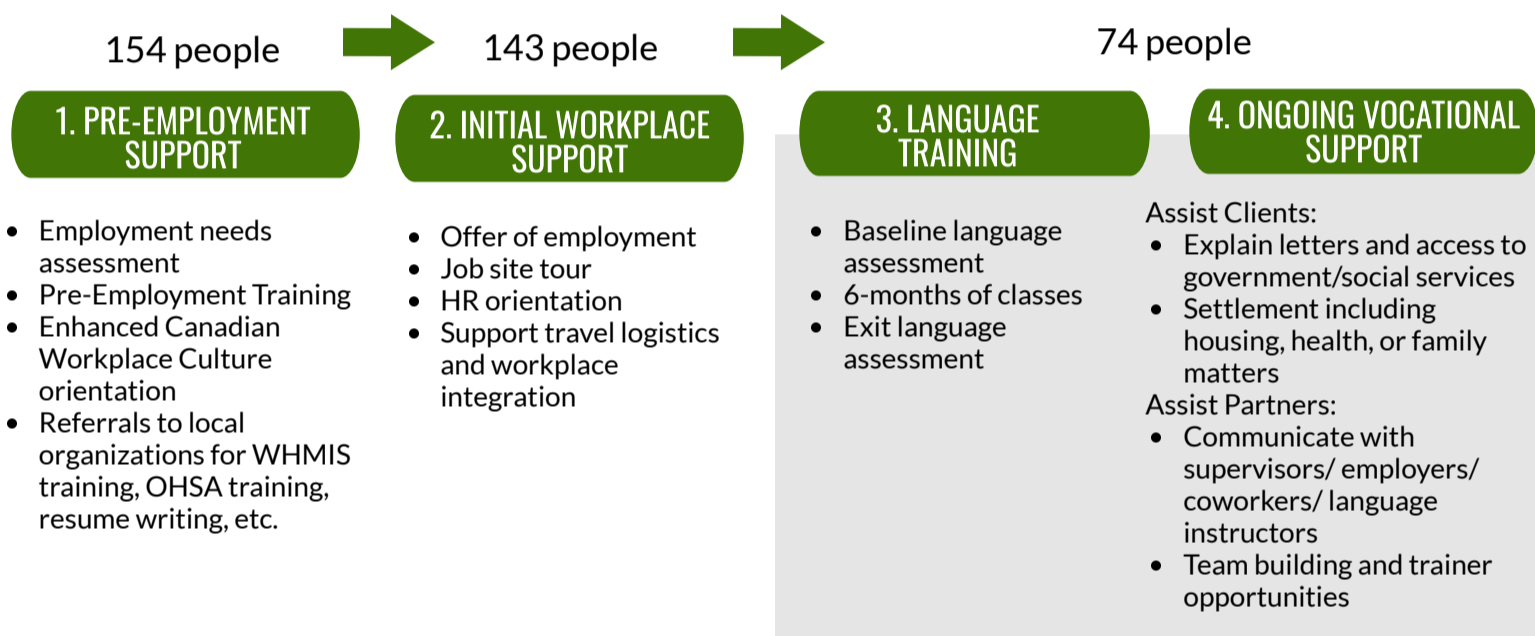 154 people
143 people
74 people
1. PRE-EMPLOYMENT
SUPPORT
2. INITIAL WORKPLACE
SUPPORT
3. LANGUAGE
TRAINING
4. ONGOING VOCATIONAL
SUPPORT
• Employment needs
assessment
• Pre-Employment Training
• Enhanced Canadian
Workplace Culture
orientation
• Referrals to local
organizations for WHMIS
training, OHSA training,
resume writing, etc.
• Offer of employment
• Job site tour
• HR orientation
• Support travel logistics
and workplace
integration
• Baseline language
assessment
• 6-months of classes
• Exit language
assessment
Assist Clients:
• Explain letters and access to
government/social services
• Settlement including
housing, health, or family
matters
Assist Partners:
• Communicate with
supervisors/ employers/
coworkers/ language
instructors
• Team building and trainer
opportunities